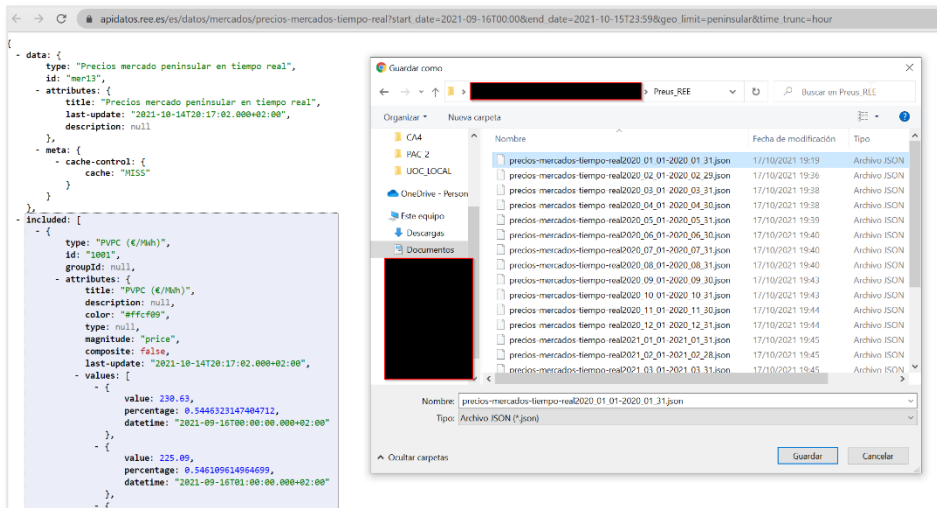 apidatos.ree.es/es/datos/mercados/precios-mercados-tiempo-real?start_date=2021-09-16T00:00&end_date=2021-10-15T23:59&geo_limit=peninsular&time_trunc=hour
{
- data: {
type: "Precios mercado peninsular en tiempo real",
id: "mer13",
- attributes: {
title: "Precios mercado peninsular en tiempo real",
last-update: "2021-10-14T20:17:02.000+02:00",
description: null
},
- meta: {
- cache-control: {
cache: "MISS"
}
}
},
- included: [
- {
type: "PVPC (€/MWh)",
id: "1001",
groupId: null,
- attributes: {
title: "PVPC (€/MWh)",
description: null,
color: "#ffcf09",
type: null,
magnitude: "price",
composite: false,
last-update: "2021-10-14T20:17:02.000+02:00",
- values: [
- {
value: 230.63,
percentage: 0.5446323147404712,
datetime: "2021-09-16T00:00:00.000+02:00"
},
- {
value: 225.09,
percentage: 0.546109614964699,
datetime: "2021-09-16T01:00:00.000+02:00"
},
- {
Guardar como
Preus_REE
Buscar en Preus_REE
Organizar
Nueva carpeta
CA4
PAC_2
UOC_LOCAL
OneDrive - Person
Este equipo
Descargas
Documentos
Nombre Fecha de modificación Tipo
precios-mercados-tiempo-real2020_01_01-2020_01_31.json 17/10/2021 19:19 Archivo JSON
precios-mercados-tiempo-real2020_02_01-2020_02_29.json 17/10/2021 19:36 Archivo JSON
precios-mercados-tiempo-real2020_03_01-2020_03_31.json 17/10/2021 19:38 Archivo JSON
precios-mercados-tiempo-real2020_04_01-2020_04_30.json 17/10/2021 19:38 Archivo JSON
precios-mercados-tiempo-real2020_05_01-2020_05_31.json 17/10/2021 19:39 Archivo JSON
precios-mercados-tiempo-real2020_06_01-2020_06_30.json 17/10/2021 19:40 Archivo JSON
precios-mercados-tiempo-real2020_07_01-2020_07_31.json 17/10/2021 19:40 Archivo JSON
precios-mercados-tiempo-real2020_08_01-2020_08_31.json 17/10/2021 19:40 Archivo JSON
precios-mercados-tiempo-real2020_09_01-2020_09_30.json 17/10/2021 19:43 Archivo JSON
precios-mercados-tiempo-real2020_10_01-2020_10_31.json 17/10/2021 19:43 Archivo JSON
precios-mercados-tiempo-real2020_11_01-2020_11_30.json 17/10/2021 19:44 Archivo JSON
precios-mercados-tiempo-real2020_12_01-2020_12_31.json 17/10/2021 19:44 Archivo JSON
precios-mercados-tiempo-real2021_01_01-2021_01_31.json 17/10/2021 19:45 Archivo JSON
precios-mercados-tiempo-real2021_02_01-2021_02_28.json 17/10/2021 19:45 Archivo JSON
precios-mercados-tiempo-real2021_03_01-2021_03_31.json 17/10/2021 19:45 Archivo JSON
Nombre: precios-mercados-tiempo-real2020_01_01-2020_01_31.json
Tipo: Archivo JSON (*.json)
Ocultar carpetas
Guardar
Cancelar